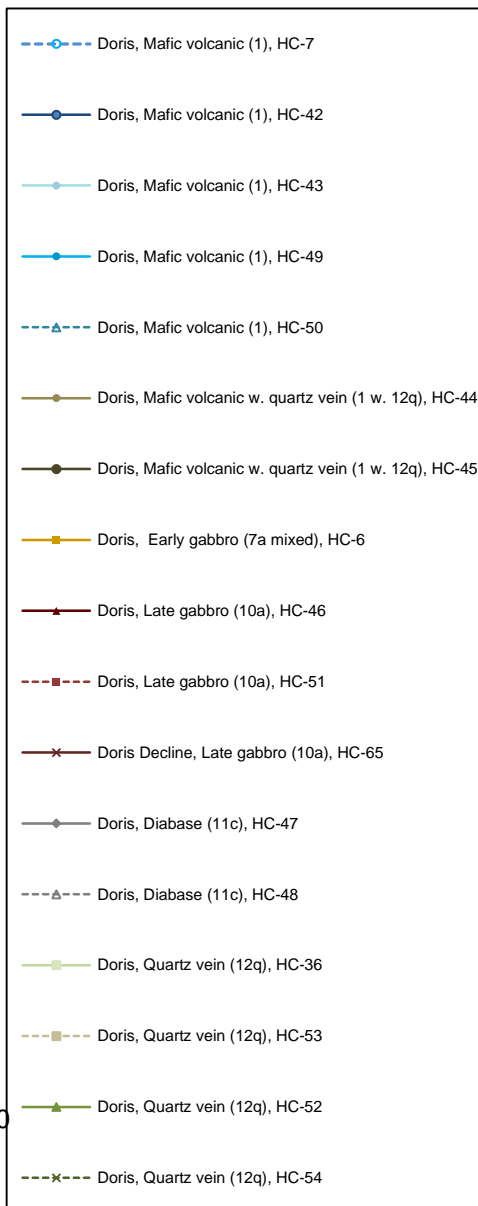 Doris, Mafic volcanic (1), HC-7
Doris, Mafic volcanic (1), HC-42
Doris, Mafic volcanic (1), HC-43
Doris, Mafic volcanic (1), HC-49
Doris, Mafic volcanic (1), HC-50
Doris, Mafic volcanic w. quartz vein (1 w. 12q), HC-44
Doris, Mafic volcanic w. quartz vein (1 w. 12q), HC-45
Doris,  Early gabbro (7a mixed), HC-6
Doris, Late gabbro (10a), HC-46
Doris, Late gabbro (10a), HC-51
Doris Decline, Late gabbro (10a), HC-65
Doris, Diabase (11c), HC-47
Doris, Diabase (11c), HC-48
Doris, Quartz vein (12q), HC-36
Doris, Quartz vein (12q), HC-53
Doris, Quartz vein (12q), HC-52
Doris, Quartz vein (12q), HC-54